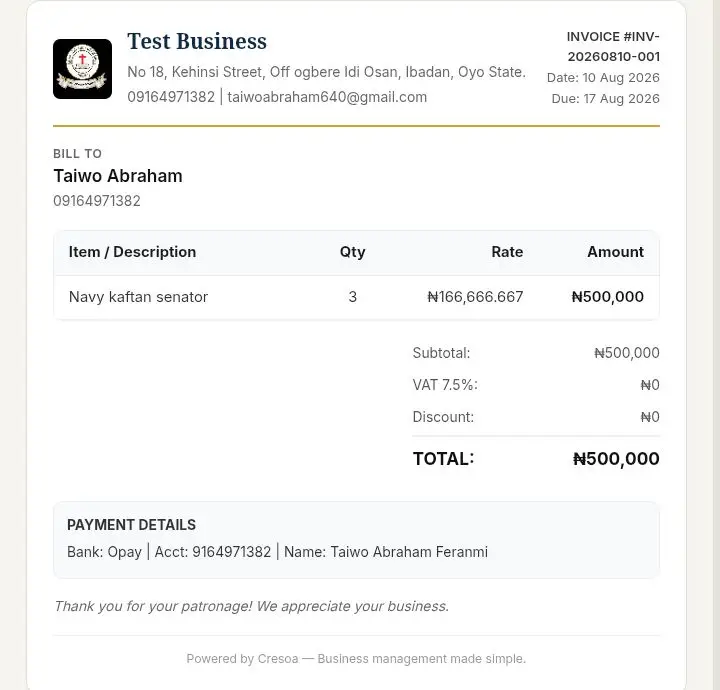 Test Business
No 18, Kehinsi Street, Off ogbere Idi Osan, Ibadan, Oyo State.
09164971382 | taiwoabraham640@gmail.com
INVOICE #INV-
20260810-001
Date: 10 Aug 2026
Due: 17 Aug 2026
BILL TO
Taiwo Abraham
09164971382
Item / Description Qty Rate Amount
Navy kaftan senator 3 ₦166,666.667 ₦500,000
Subtotal: ₦500,000
VAT 7.5%: ₦0
Discount: ₦0
TOTAL: ₦500,000
PAYMENT DETAILS
Bank: Opay | Acct: 9164971382 | Name: Taiwo Abraham Feranmi
Thank you for your patronage! We appreciate your business.
Powered by Cresoa — Business management made simple.